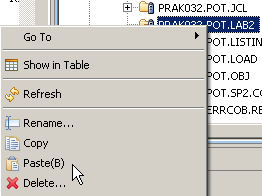 PRAK032.POT.JCL
PRAK032.POT.LAB2
Go To
.POT.LISTIN
Show in Table
.POT.LOAD
.POT.OBJ
Refresh
.POT.SP2.CO
ERRCOB.RE
Rename...
Copy
Paste(B)
Delete...